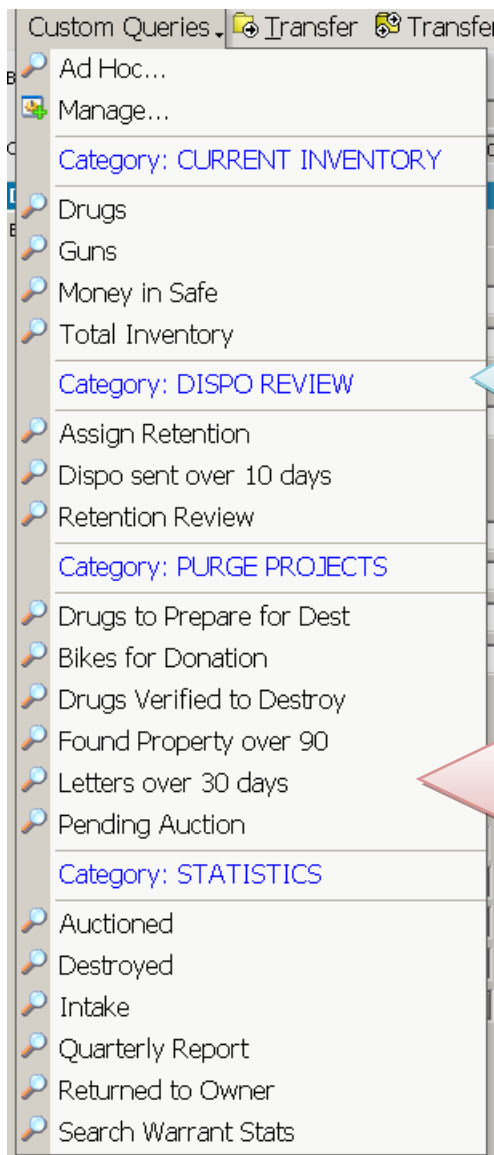 Custom Queries Transfer Transfer
Ad Hoc...
Manage...
Category: CURRENT INVENTORY
Drugs
Guns
Money in Safe
Total Inventory
Category: DISPO REVIEW
Assign Retention
Dispo sent over 10 days
Retention Review
Category: PURGE PROJECTS
Drugs to Prepare for Dest
Bikes for Donation
Drugs Verified to Destroy
Found Property over 90
Letters over 30 days
Pending Auction
Category: STATISTICS
Auctioned
Destroyed
Intake
Quarterly Report
Returned to Owner
Search Warrant Stats